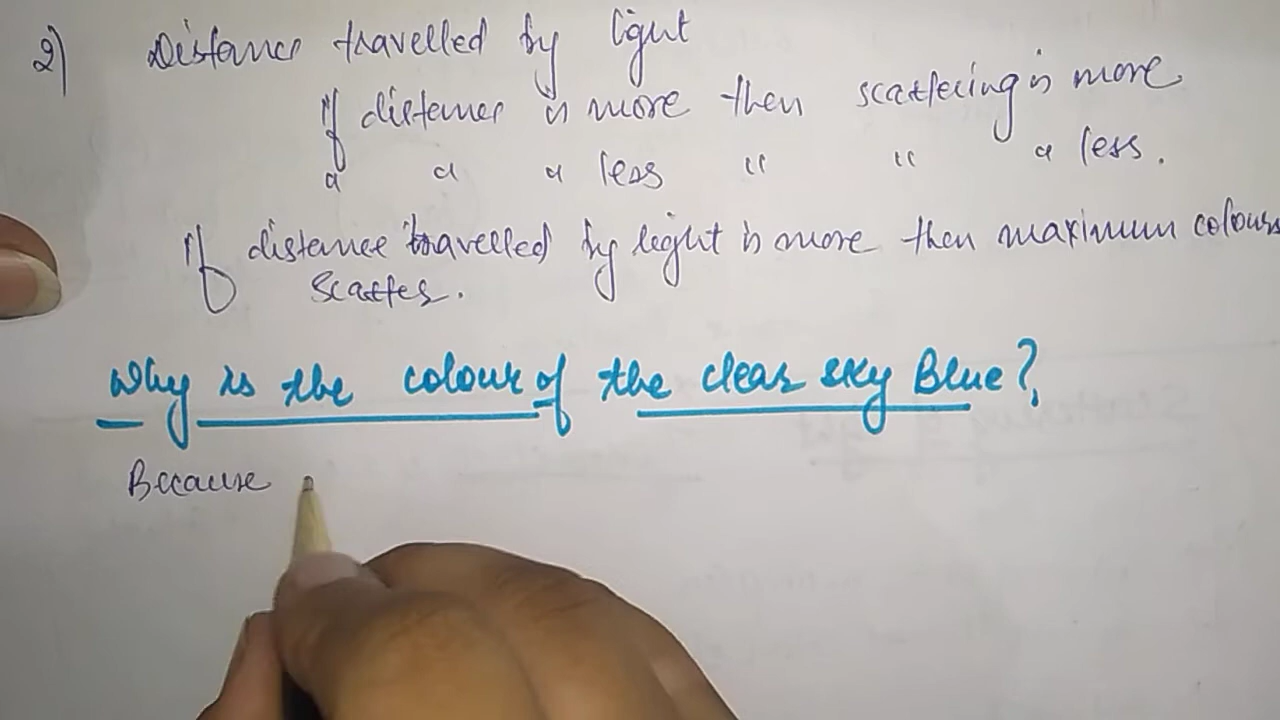 2) Distance travelled by light
If distance is more then scattering is more
" " " less " " " less.
If distance travelled by light is more then maximum colours
scatter.
Why is the colour of the clear sky Blue?
Because